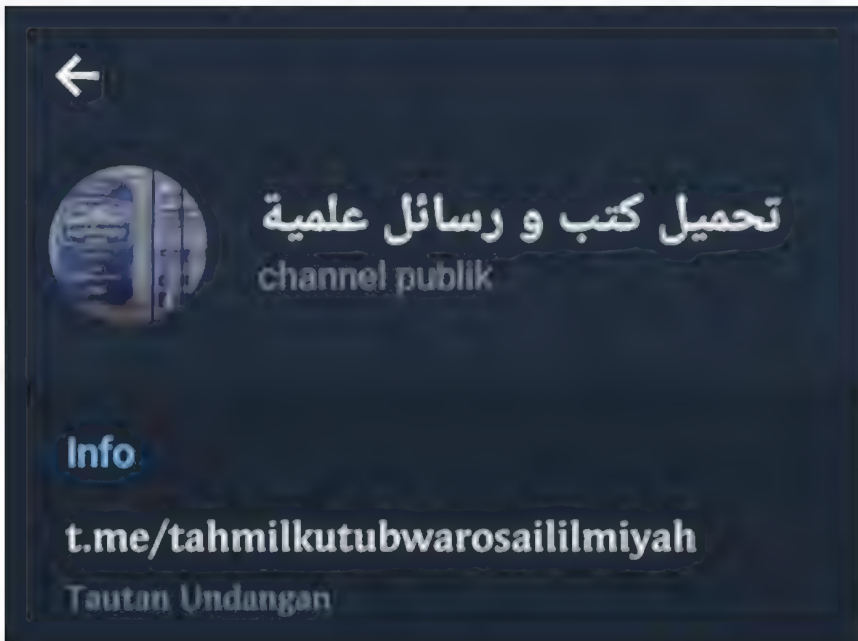 تحميل كتب و رسائل علمية
channel publik
Info
t.me/tahmilkutubwarosaililmiyah
Tautan Undangan